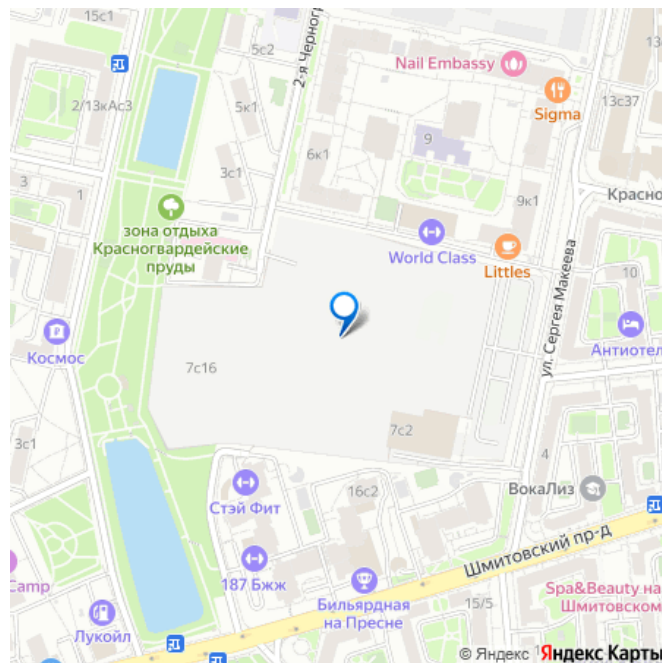 15с1
5с2
2-я Черногр
Nail Embassy
2/13кАс3
5к1
Sigma
13с37
3с1
6к1
9
3
1
9к1
Красног
зона отдыха
Красногвардейские
пруды
World Class
Littles
ул. Сергея Макеева
10
Космос
Антиотел
7с16
7с2
3с1
4
16с2
ВокаЛиз
Стэй Фит
Шмитовский пр-д
187 Бжж
Camp
Бильярдная
на Пресне
15/5
Spa&Beauty на
Шмитовском
Лукойл
© Яндекс Яндекс Карты